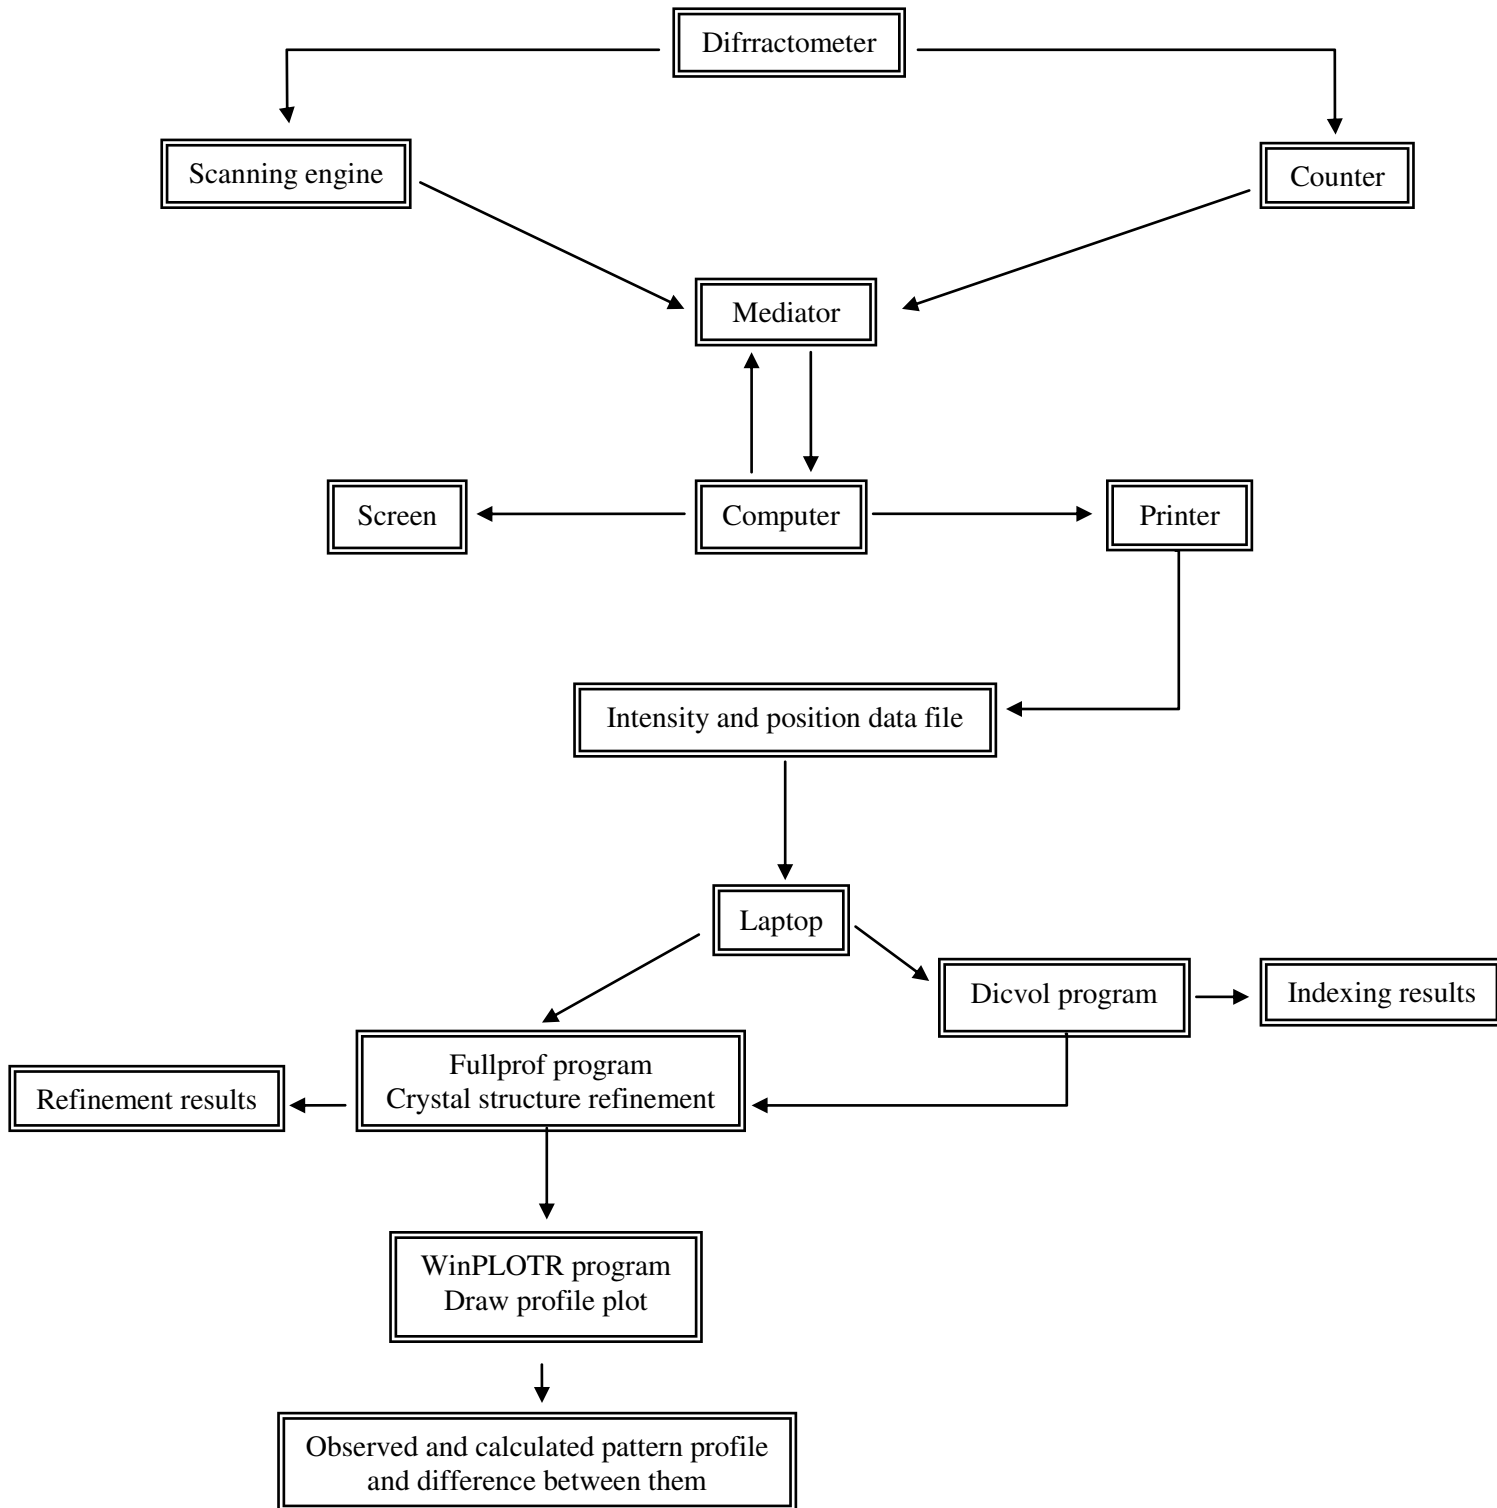 Difrractometer
Scanning engine
Counter
Mediator
Screen
Computer
Printer
Intensity and position data file
Laptop
Dicvol program
Indexing results
Fullprof program
Crystal structure refinement
Refinement results
WinPLOTR program
Draw profile plot
Observed and calculated pattern profile
and difference between them